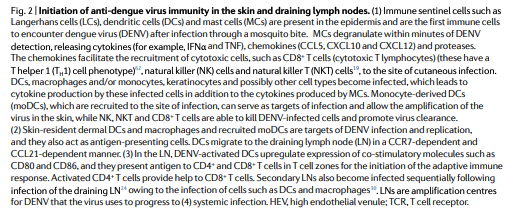 Fig. 2 | Initiation of anti-dengue virus immunity in the skin and draining lymph nodes. (1) Immune sentinel cells such as
Langerhans cells (LCs), dendritic cells (DCs) and mast cells (MCs) are present in the epidermis and are the first immune cells
to encounter dengue virus (DENV) after infection through a mosquito bite. MCs degranulate within minutes of DENV
detection, releasing cytokines (for example, IFNα and TNF), chemokines (CCL5, CXCL10 and CXCL12) and proteases.
The chemokines facilitate the recruitment of cytotoxic cells, such as CD8⁺ T cells (cytotoxic T lymphocytes) (these have a
T helper 1 (TH1) cell phenotype)⁶², natural killer (NK) cells and natural killer T (NKT) cells¹⁹, to the site of cutaneous infection.
DCs, macrophages and/or monocytes, keratinocytes and possibly other cell types become infected, which leads to
cytokine production by these infected cells in addition to the cytokines produced by MCs. Monocyte-derived DCs
(moDCs), which are recruited to the site of infection, can serve as targets of infection and allow the amplification of the
virus in the skin, while NK, NKT and CD8⁺ T cells are able to kill DENV-infected cells and promote virus clearance.
(2) Skin-resident dermal DCs and macrophages and recruited moDCs are targets of DENV infection and replication,
and they also act as antigen-presenting cells. DCs migrate to the draining lymph node (LN) in a CCR7-dependent and
CCL21-dependent manner. (3) In the LN, DENV-activated DCs upregulate expression of co-stimulatory molecules such as
CD80 and CD86, and they present antigen to CD4⁺ and CD8⁺ T cells in T cell zones for the initiation of the adaptive immune
response. Activated CD4⁺ T cells provide help to CD8⁺ T cells. Secondary LNs also become infected sequentially following
infection of the draining LN²⁴ owing to the infection of cells such as DCs and macrophages³⁰. LNs are amplification centres
for DENV that the virus uses to progress to (4) systemic infection. HEV, high endothelial venule; TCR, T cell receptor.